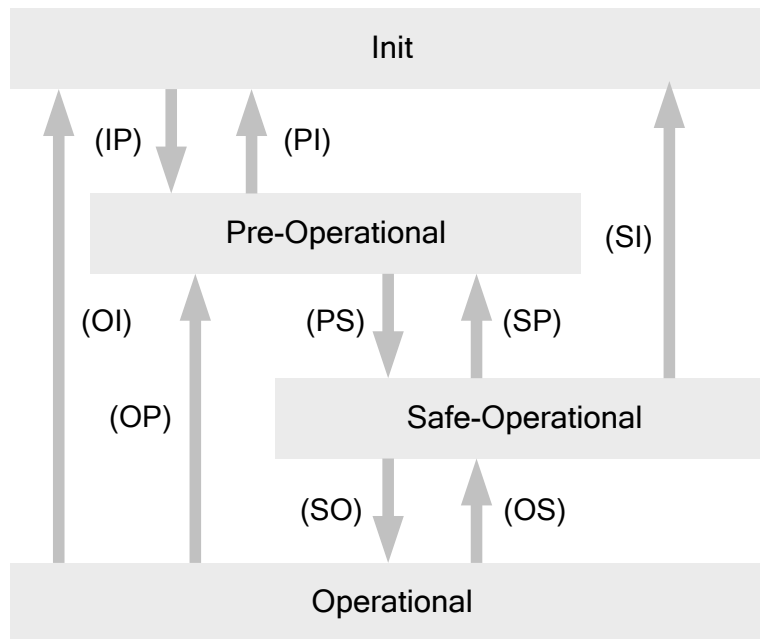 Init
(IP)
(PI)
Pre-Operational
(SI)
(OI)
(PS)
(SP)
(OP)
Safe-Operational
(SO)
(OS)
Operational